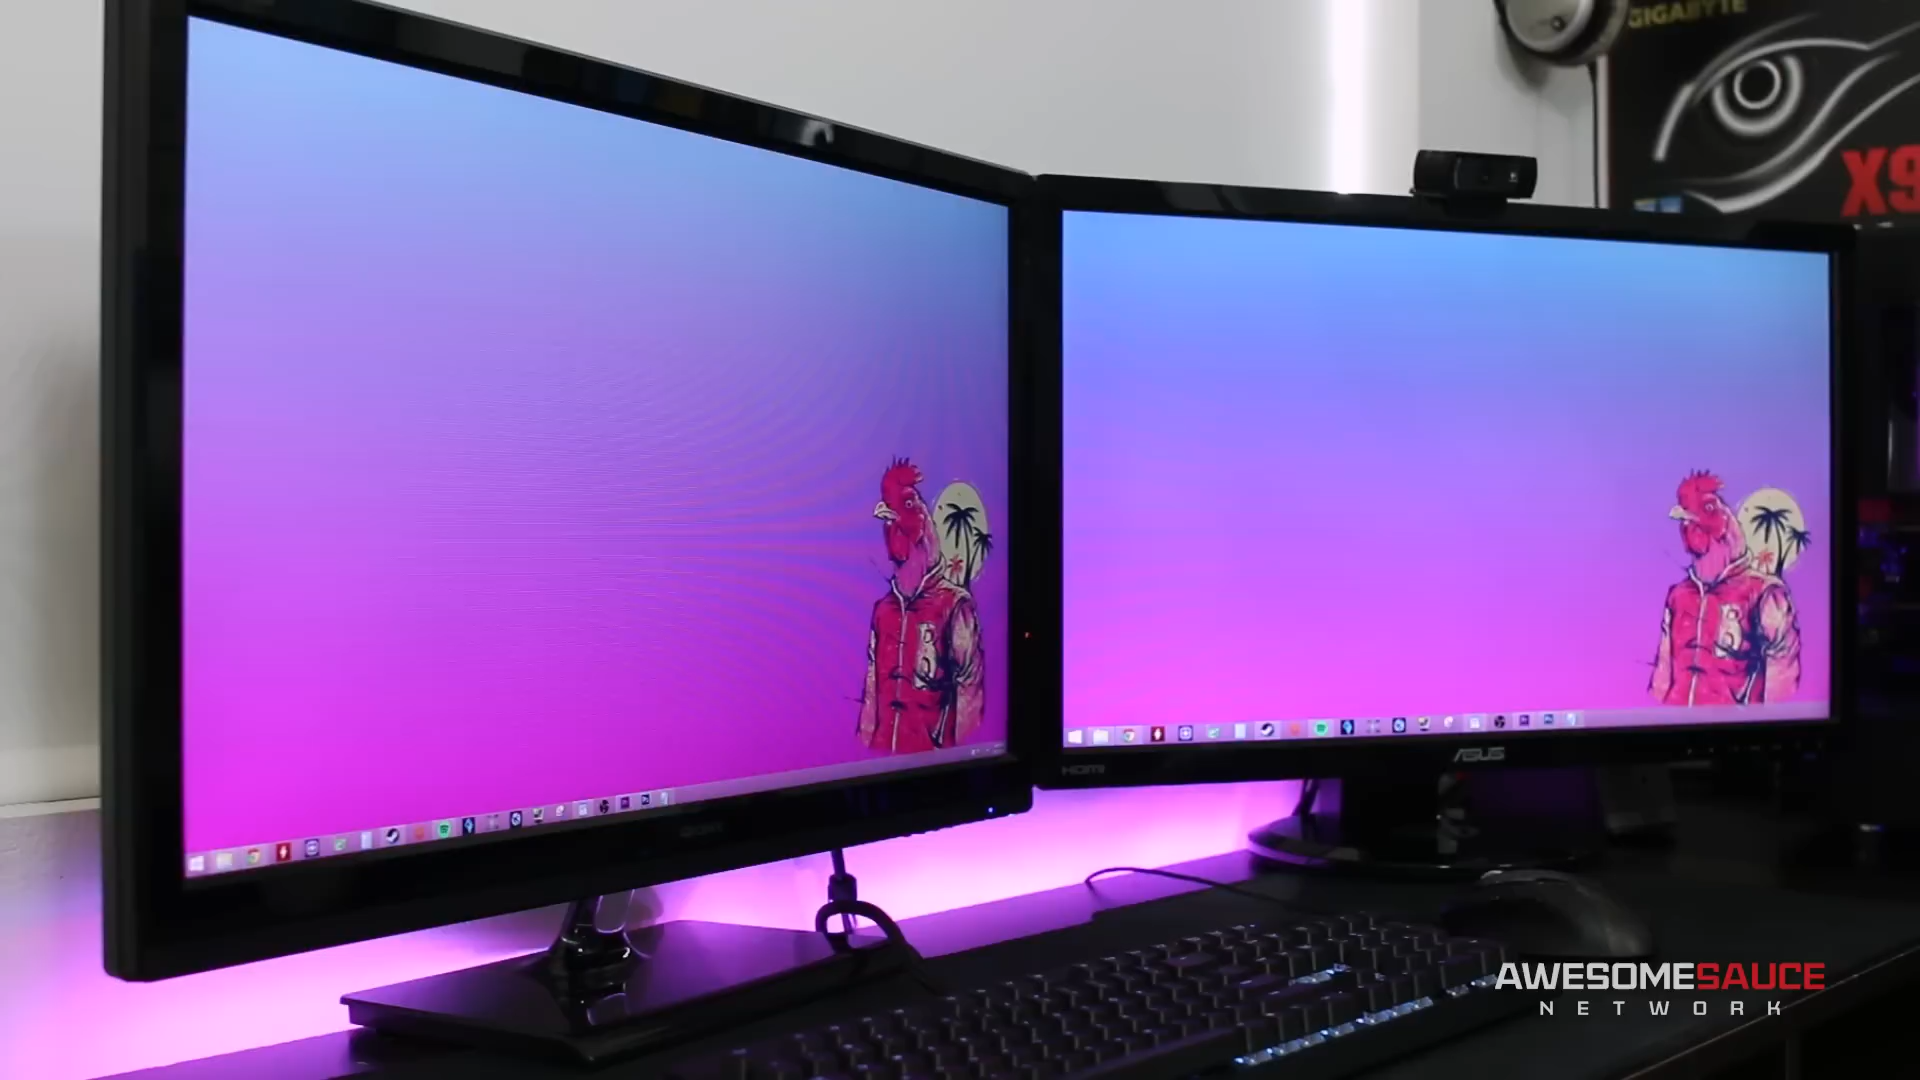 GIGABYTE
X9
B
B
HDMI
ASUS
AWESOMESAUCE
NETWORK